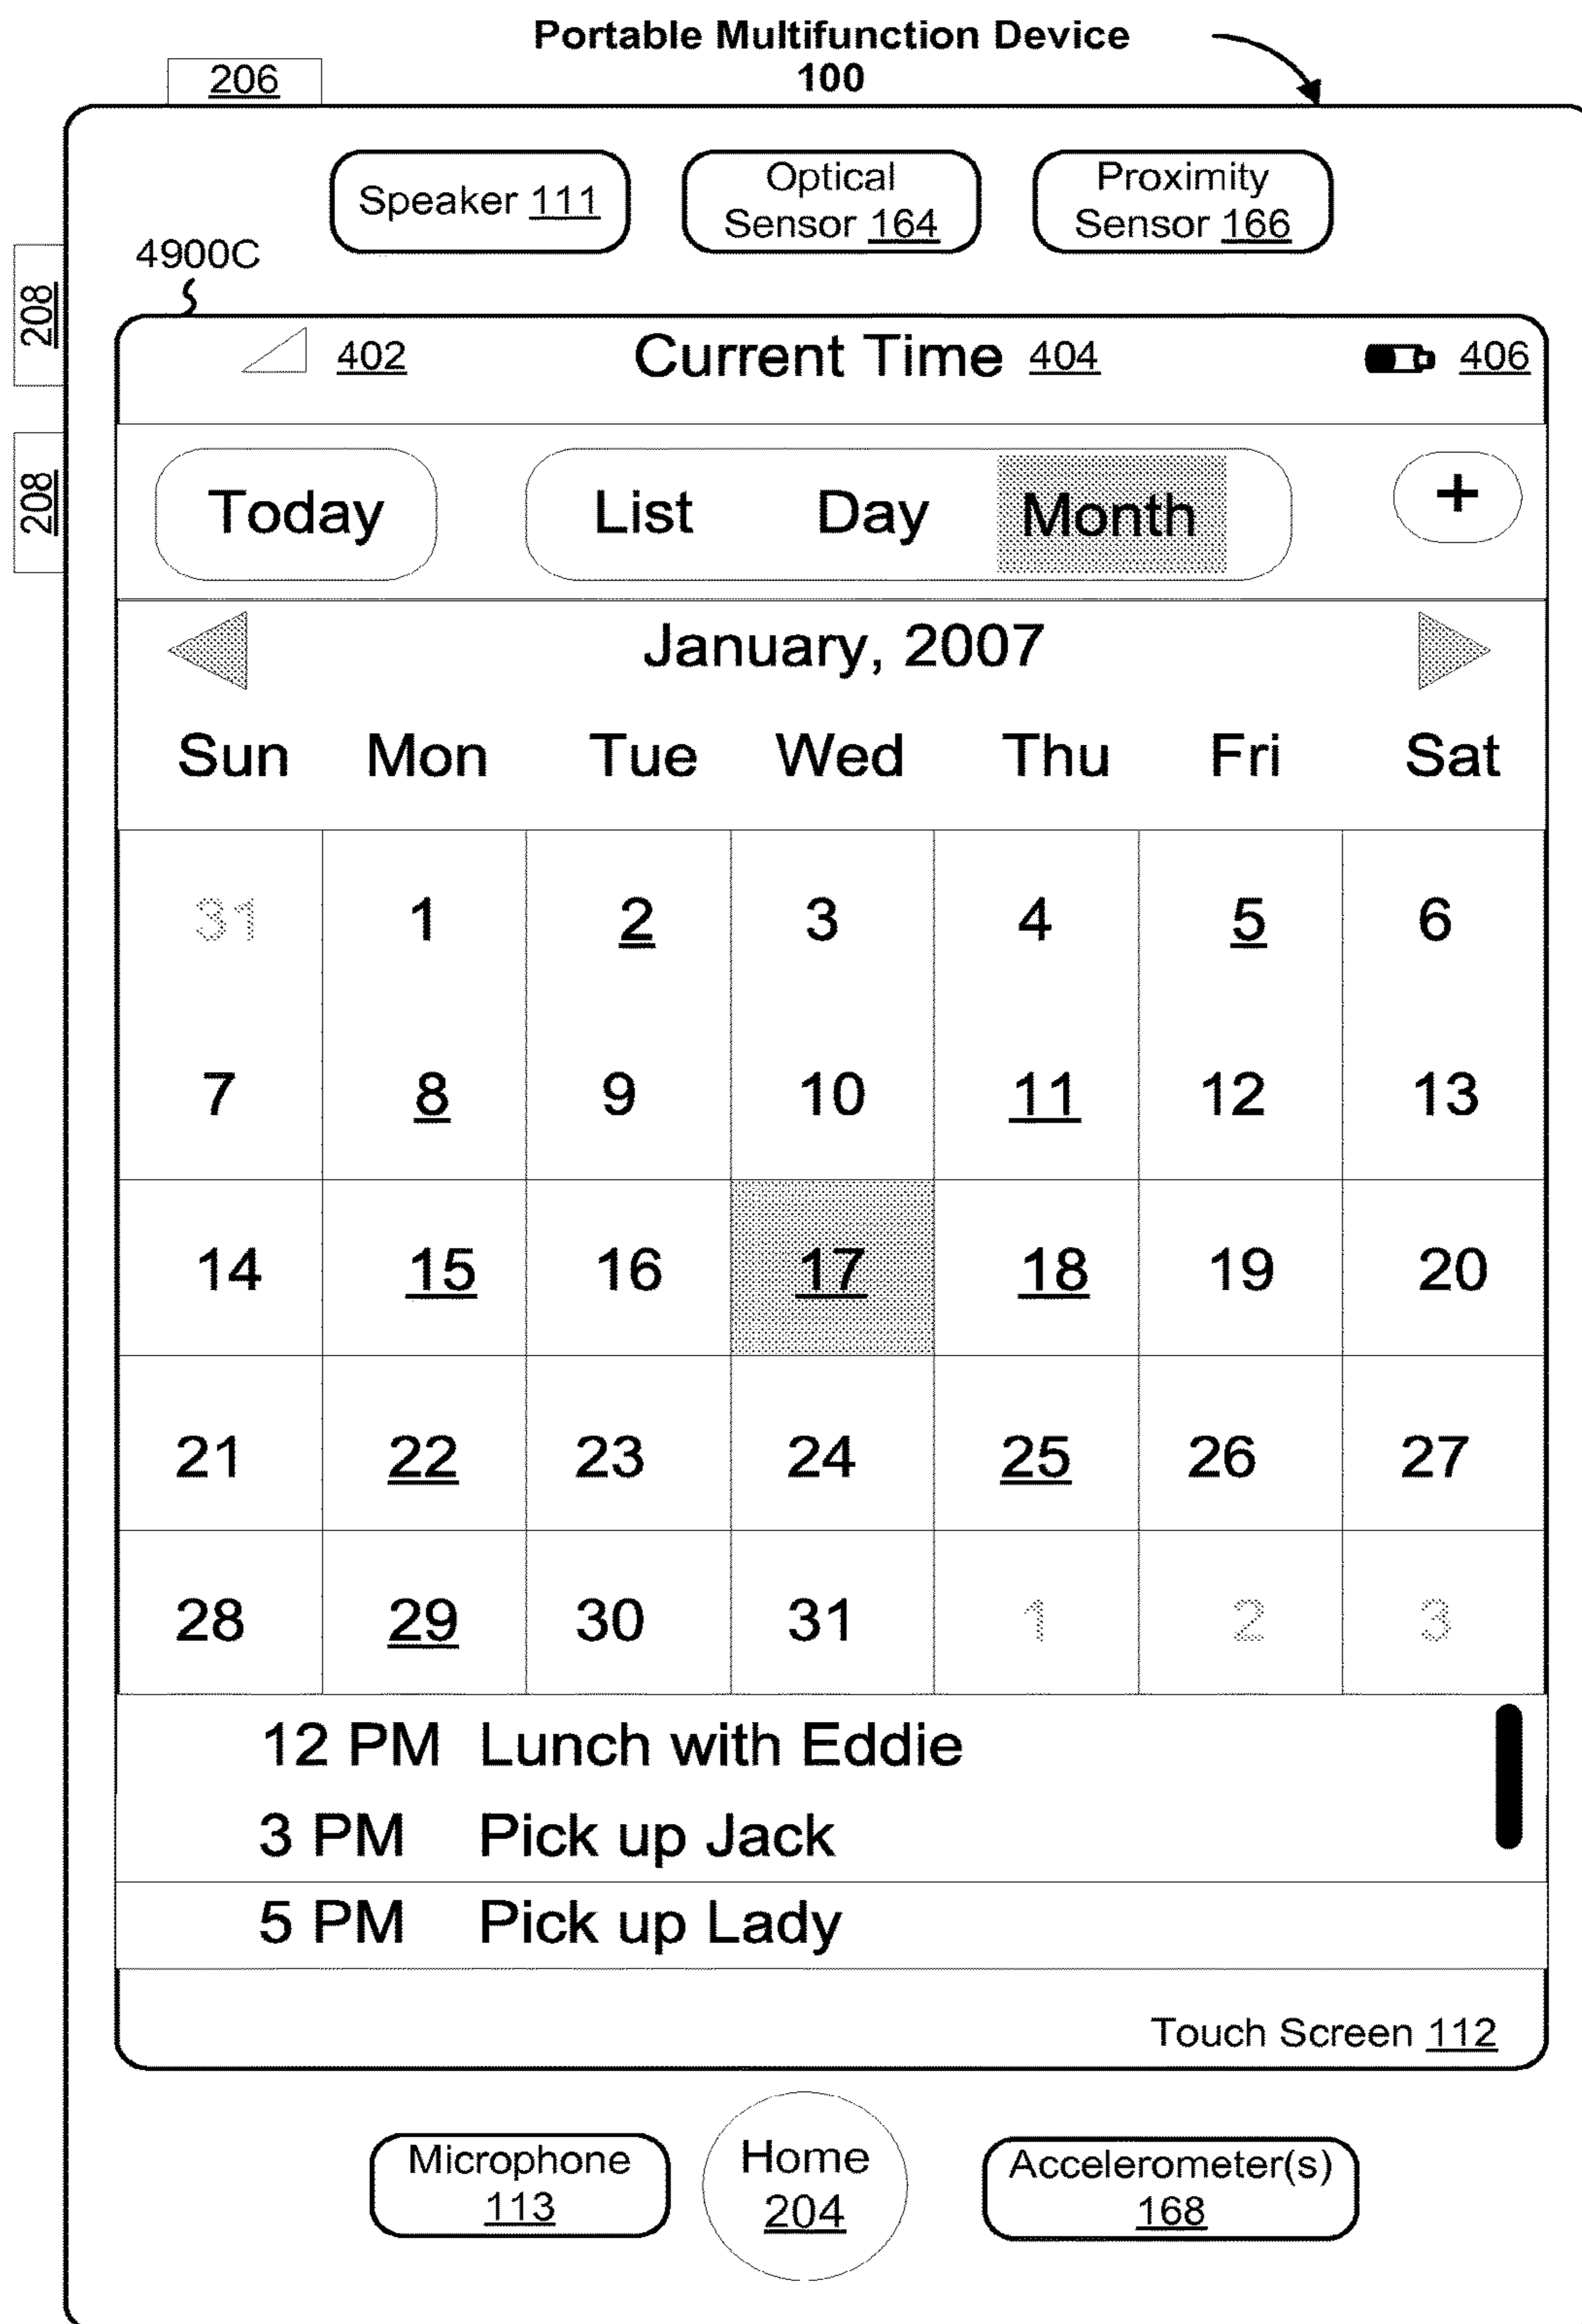 Portable Multifunction Device
100
206
Speaker 111
Optical
Sensor 164
Proximity
Sensor 166
4900C
208
402 Current Time 404 406
208
Today List Day Month +
January, 2007
Sun Mon Tue Wed Thu Fri Sat
31 1 2 3 4 5 6
7 8 9 10 11 12 13
14 15 16 17 18 19 20
21 22 23 24 25 26 27
28 29 30 31 1 2 3
12 PM Lunch with Eddie
3 PM Pick up Jack
5 PM Pick up Lady
Touch Screen 112
Microphone
113
Home
204
Accelerometer(s)
168